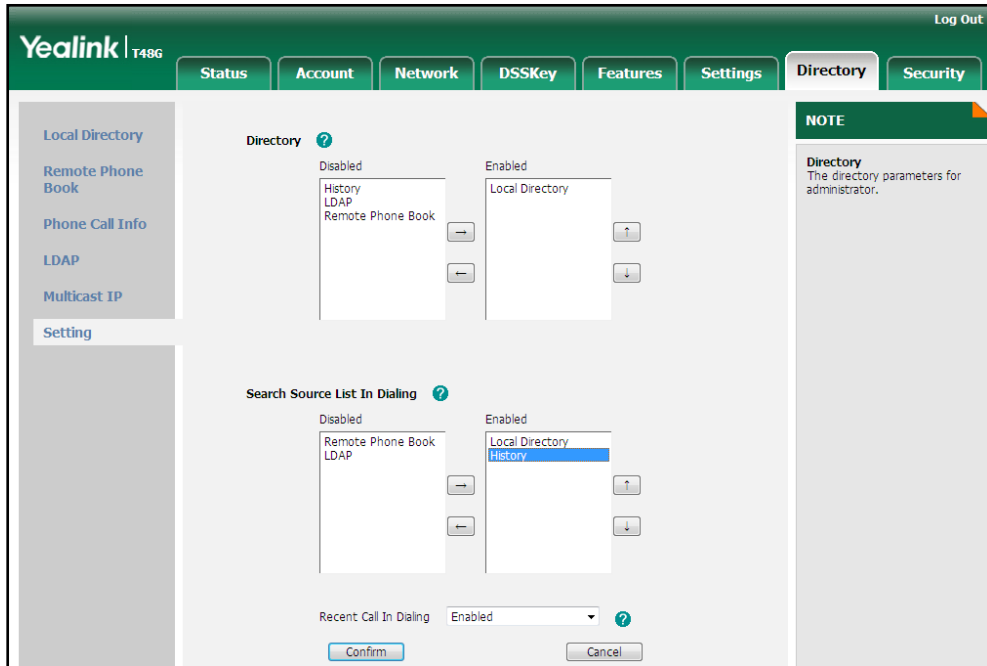 Log Out
Yealink | T48G
Status Account Network DSSKey Features Settings Directory Security
Local Directory
Remote Phone
Book
Phone Call Info
LDAP
Multicast IP
Setting
Directory ?
Disabled Enabled
History
LDAP
Remote Phone Book
→
←
Local Directory
↑
↓
Search Source List In Dialing ?
Disabled Enabled
Remote Phone Book
LDAP
→
←
Local Directory
History
↑
↓
Recent Call In Dialing Enabled ?
Confirm Cancel
NOTE
Directory
The directory parameters for
administrator.